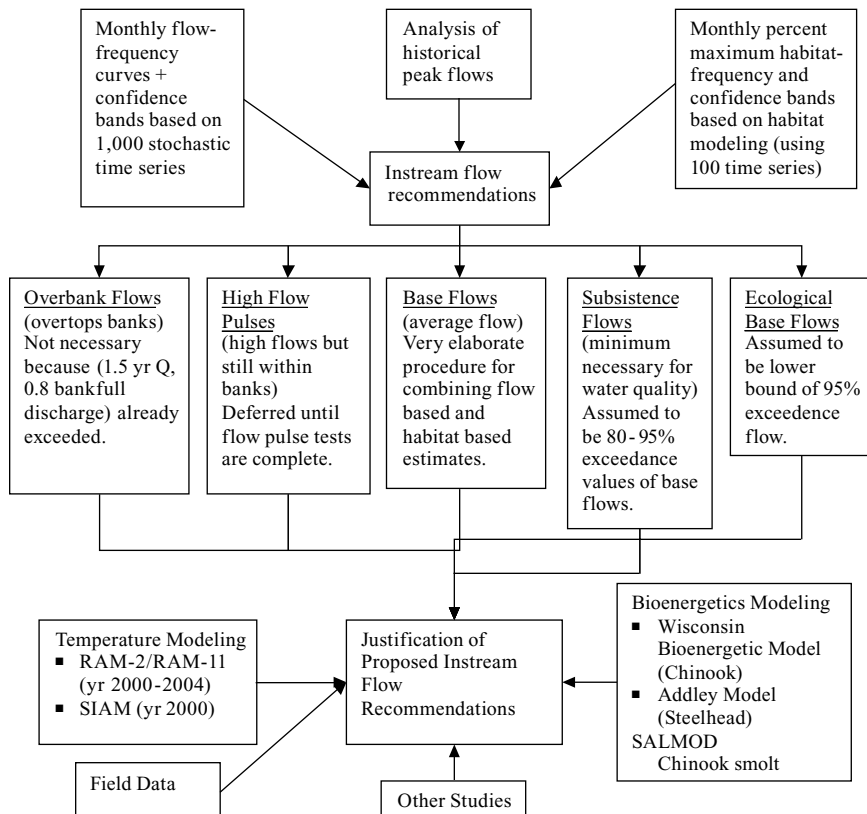 Monthly flow-
frequency
curves +
confidence
bands based on
1,000 stochastic
time series
Analysis of
historical
peak flows
Monthly percent
maximum habitat-
frequency and
confidence bands
based on habitat
modeling (using
100 time series)
Instream flow
recommendations
Overbank Flows
(overtops banks)
Not necessary
because (1.5 yr Q,
0.8 bankfull
discharge) already
exceeded.
High Flow
Pulses
(high flows but
still within
banks)
Deferred until
flow pulse tests
are complete.
Base Flows
(average flow)
Very elaborate
procedure for
combining flow
based and
habitat based
estimates.
Subsistence
Flows
(minimum
necessary for
water quality)
Assumed to
be 80-95%
exceedance
values of base
flows.
Ecological
Base Flows
Assumed to
be lower
bound of 95%
exceedence
flow.
Temperature Modeling
▪ RAM-2/RAM-11
(yr 2000-2004)
▪ SIAM (yr 2000)
Justification of
Proposed Instream
Flow
Recommendations
Bioenergetics Modeling
▪ Wisconsin
Bioenergetic Model
(Chinook)
▪ Addley Model
(Steelhead)
SALMOD
Chinook smolt
Field Data
Other Studies